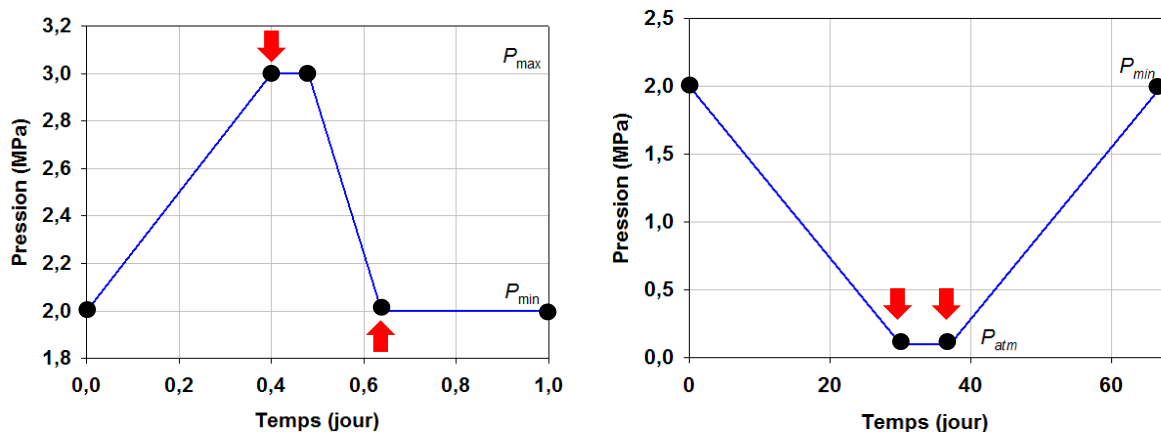 3,2
3,0
2,8
2,6
2,4
2,2
2,0
1,8
Pression (MPa)
Pmax
Pmin
0,0 0,2 0,4 0,6 0,8 1,0
Temps (jour)
2,5
2,0
1,5
1,0
0,5
0,0
Pression (MPa)
Pmin
Patm
0 20 40 60
Temps (jour)